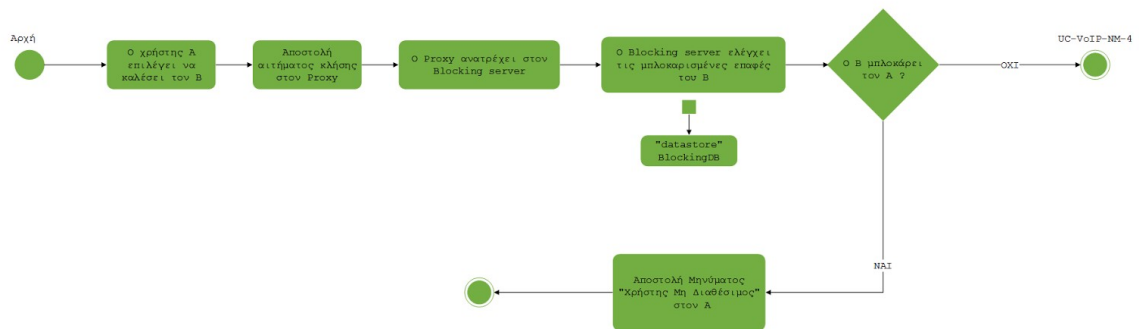 Αρχή
Ο χρήστης Α
επιλέγει να
καλέσει τον Β
Αποστολή
αιτήματος κλήσης
στον Proxy
Ο Proxy ανατρέχει στον
Blocking server
Ο Blocking server ελέγχει
τις μπλοκαρισμένες επαφές
του Β
"datastore"
BlockingDB
Ο Β μπλοκάρει
τον Α ?
ΟΧΙ
UC-VoIP-NM-4
ΝΑΙ
Αποστολή Μηνύματος
"Χρήστης Μη Διαθέσιμος"
στον Α